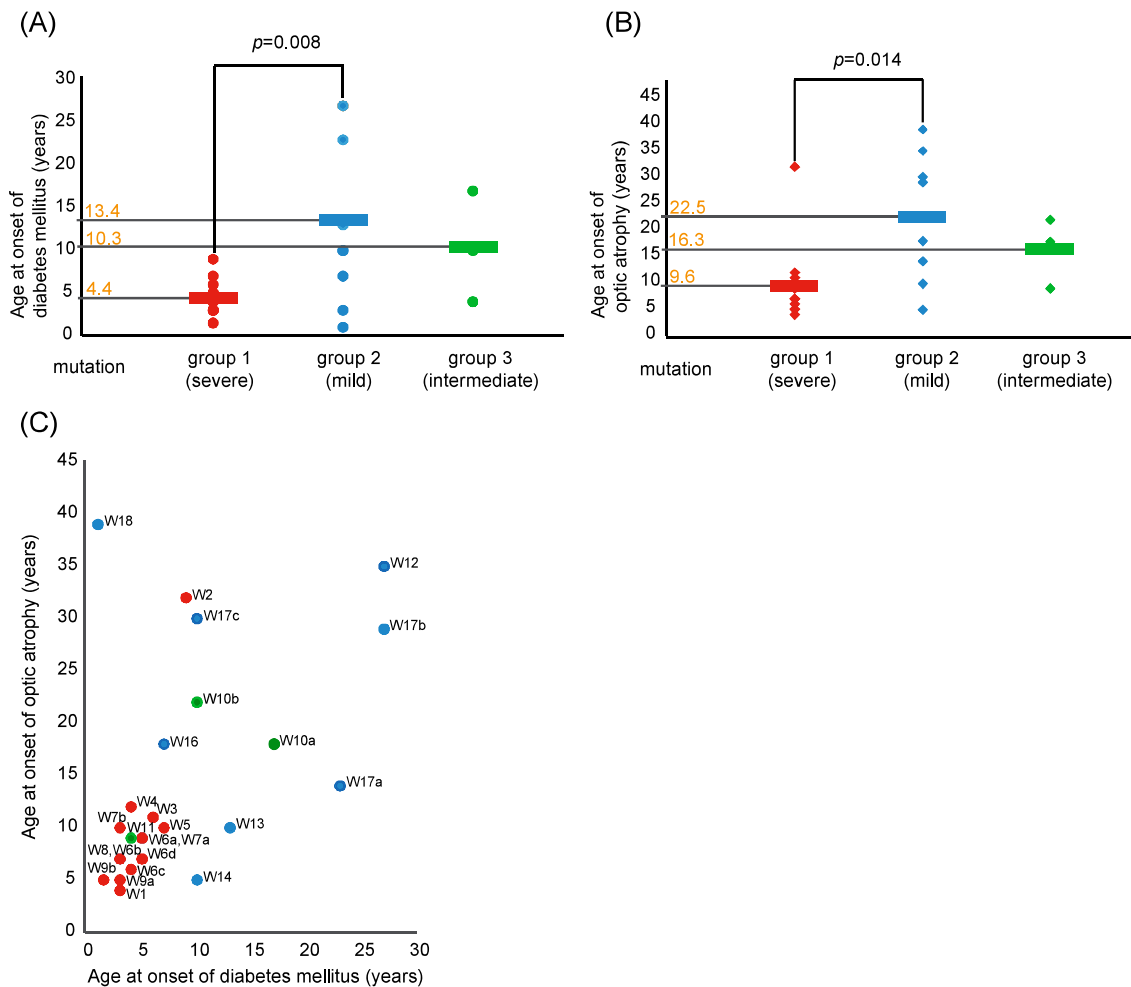 (A)
p=0.008
Age at onset of
diabetes mellitus (years)
30
25
20
15
10
5
0
13.4
10.3
4.4
mutation
group 1
(severe)
group 2
(mild)
group 3
(intermediate)
(B)
p=0.014
Age at onset of
optic atrophy (years)
45
40
35
30
25
20
15
10
5
0
22.5
16.3
9.6
mutation
group 1
(severe)
group 2
(mild)
group 3
(intermediate)
(C)
Age at onset of optic atrophy (years)
45
40
35
30
25
20
15
10
5
0
W18
W12
W2
W17c
W17b
W10b
W16
W10a
W17a
W4
W3
W7b
W11
W5
W13
W6a,W7a
W8,W6b
W6d
W9b
W6c
W9a
W14
W1
0
5
10
15
20
25
30
Age at onset of diabetes mellitus (years)